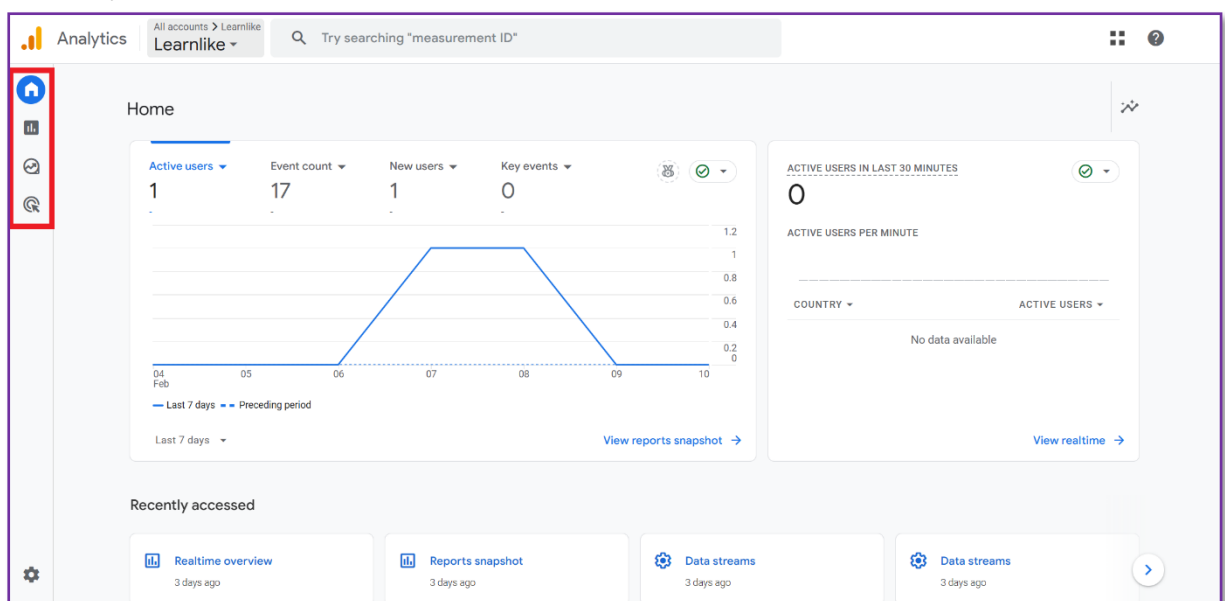 Analytics
All accounts > Learnlike
Learnlike
Try searching "measurement ID"
Home
Active users
Event count
New users
Key events
1
17
1
0
-
-
-
-
1.2
1
0.8
0.6
0.4
0.2
0
04
Feb
05
06
07
08
09
10
Last 7 days
Preceding period
Last 7 days
View reports snapshot
ACTIVE USERS IN LAST 30 MINUTES
0
ACTIVE USERS PER MINUTE
COUNTRY
ACTIVE USERS
No data available
View realtime
Recently accessed
Realtime overview
3 days ago
Reports snapshot
3 days ago
Data streams
3 days ago
Data streams
3 days ago